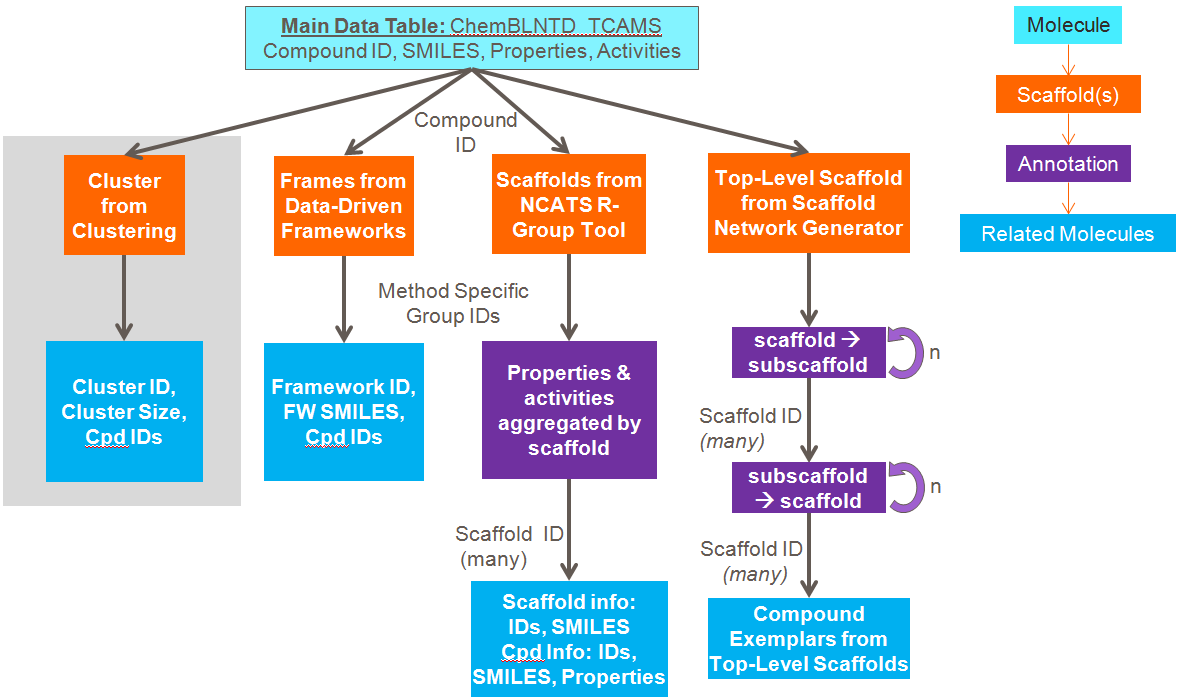 Main Data Table: ChemBLNTD_TCAMS
Compound ID, SMILES, Properties, Activities
Molecule
Scaffold(s)
Annotation
Related Molecules
Compound
ID
Cluster
from
Clustering
Frames from
Data-Driven
Frameworks
Scaffolds from
NCATS R-
Group Tool
Top-Level Scaffold
from Scaffold
Network Generator
Method Specific
Group IDs
Cluster ID,
Cluster Size,
Cpd IDs
Framework ID,
FW SMILES,
Cpd IDs
Properties &
activities
aggregated by
scaffold
scaffold →
subscaffold
n
Scaffold ID
(many)
subscaffold
→ scaffold
n
Scaffold ID
(many)
Scaffold ID
(many)
Scaffold info:
IDs, SMILES
Cpd Info: IDs,
SMILES, Properties
Compound
Exemplars from
Top-Level Scaffolds